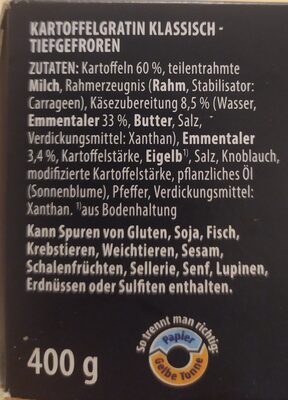 KARTOFFELGRATIN KLASSISCH -
TIEFGEFROREN
ZUTATEN: Kartoffeln 60 %, teilentrahmte
Milch, Rahmerzeugnis (Rahm, Stabilisator:
Carrageen), Käsezubereitung 8,5 % (Wasser,
Emmentaler 33 %, Butter, Salz,
Verdickungsmittel: Xanthan), Emmentaler
3,4 %, Kartoffelstärke, Eigelb¹⁾, Salz, Knoblauch,
modifizierte Kartoffelstärke, pflanzliches Öl
(Sonnenblume), Pfeffer, Verdickungsmittel:
Xanthan. ¹⁾aus Bodenhaltung
Kann Spuren von Gluten, Soja, Fisch,
Krebstieren, Weichtieren, Sesam,
Schalenfrüchten, Sellerie, Senf, Lupinen,
Erdnüssen oder Sulfiten enthalten.
So trennt man richtig:
Papier
Gelbe Tonne
400 g